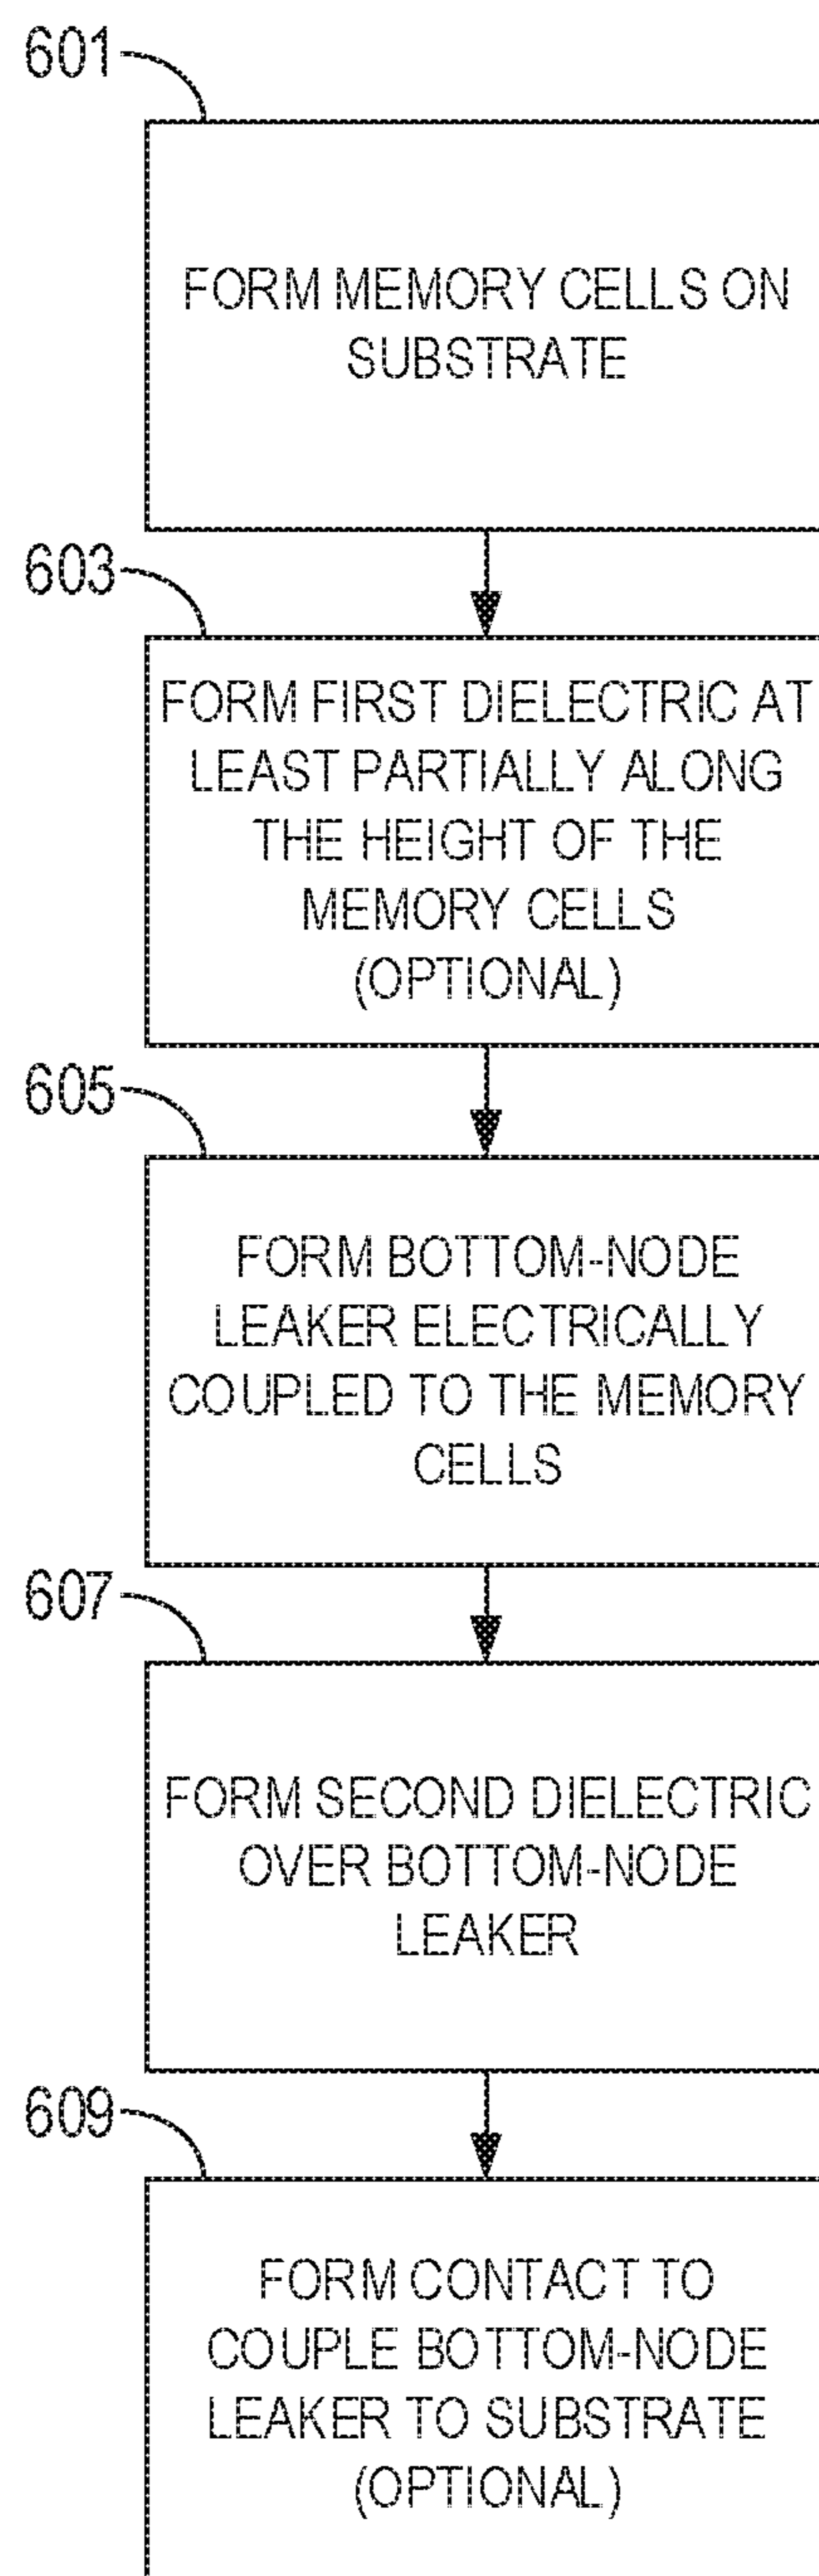 601
FORM MEMORY CELLS ON
SUBSTRATE
603
FORM FIRST DIELECTRIC AT
LEAST PARTIALLY ALONG
THE HEIGHT OF THE
MEMORY CELLS
(OPTIONAL)
605
FORM BOTTOM-NODE
LEAKER ELECTRICALLY
COUPLED TO THE MEMORY
CELLS
607
FORM SECOND DIELECTRIC
OVER BOTTOM-NODE
LEAKER
609
FORM CONTACT TO
COUPLE BOTTOM-NODE
LEAKER TO SUBSTRATE
(OPTIONAL)